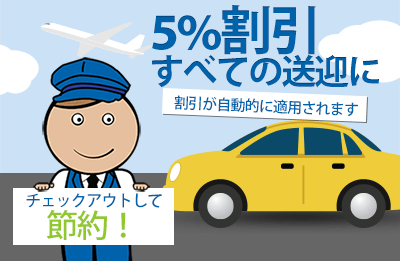 5%割引
すべての送迎に
割引が自動的に適用されます
チェックアウトして
節約！